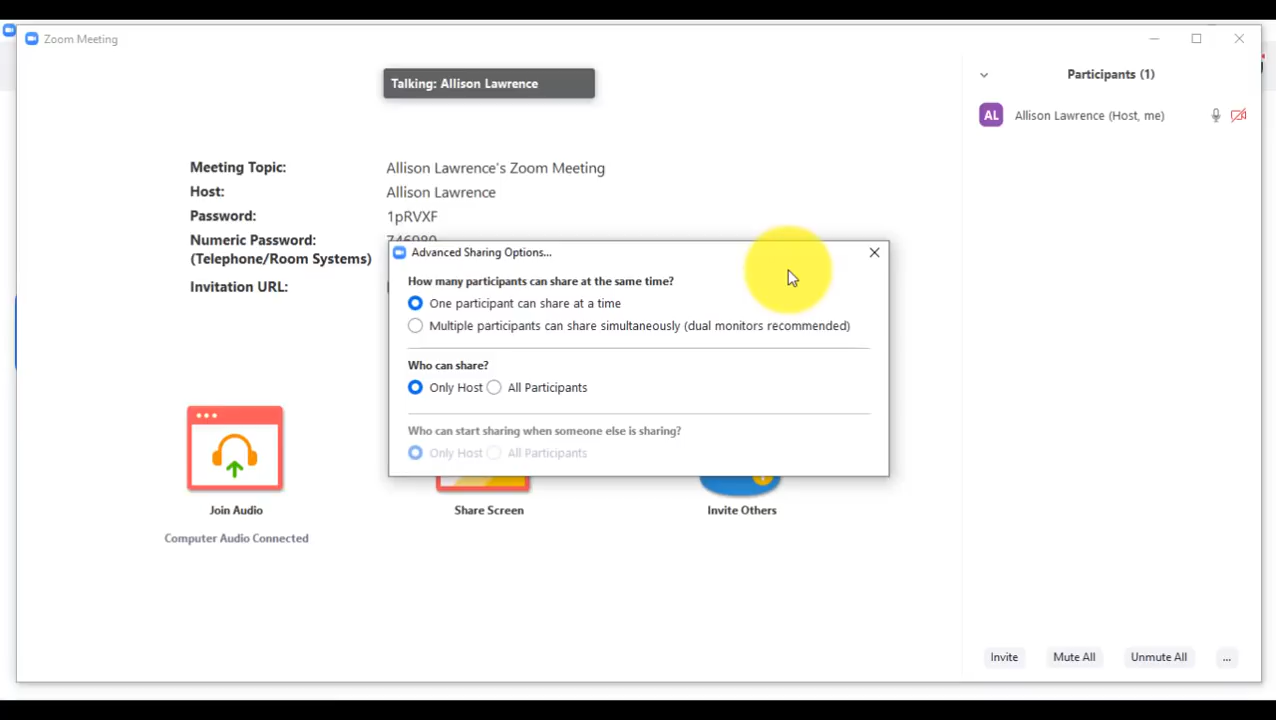 Zoom Meeting
Talking: Allison Lawrence
Participants (1)
AL
Allison Lawrence (Host, me)
Meeting Topic:
Allison Lawrence's Zoom Meeting
Host:
Allison Lawrence
Password:
1pRVXF
Numeric Password:
746980
(Telephone/Room Systems)
Invitation URL:
Advanced Sharing Options...
How many participants can share at the same time?
One participant can share at a time
Multiple participants can share simultaneously (dual monitors recommended)
Who can share?
Only Host
All Participants
Who can start sharing when someone else is sharing?
Only Host
All Participants
Join Audio
Share Screen
Invite Others
Computer Audio Connected
Invite
Mute All
Unmute All
...